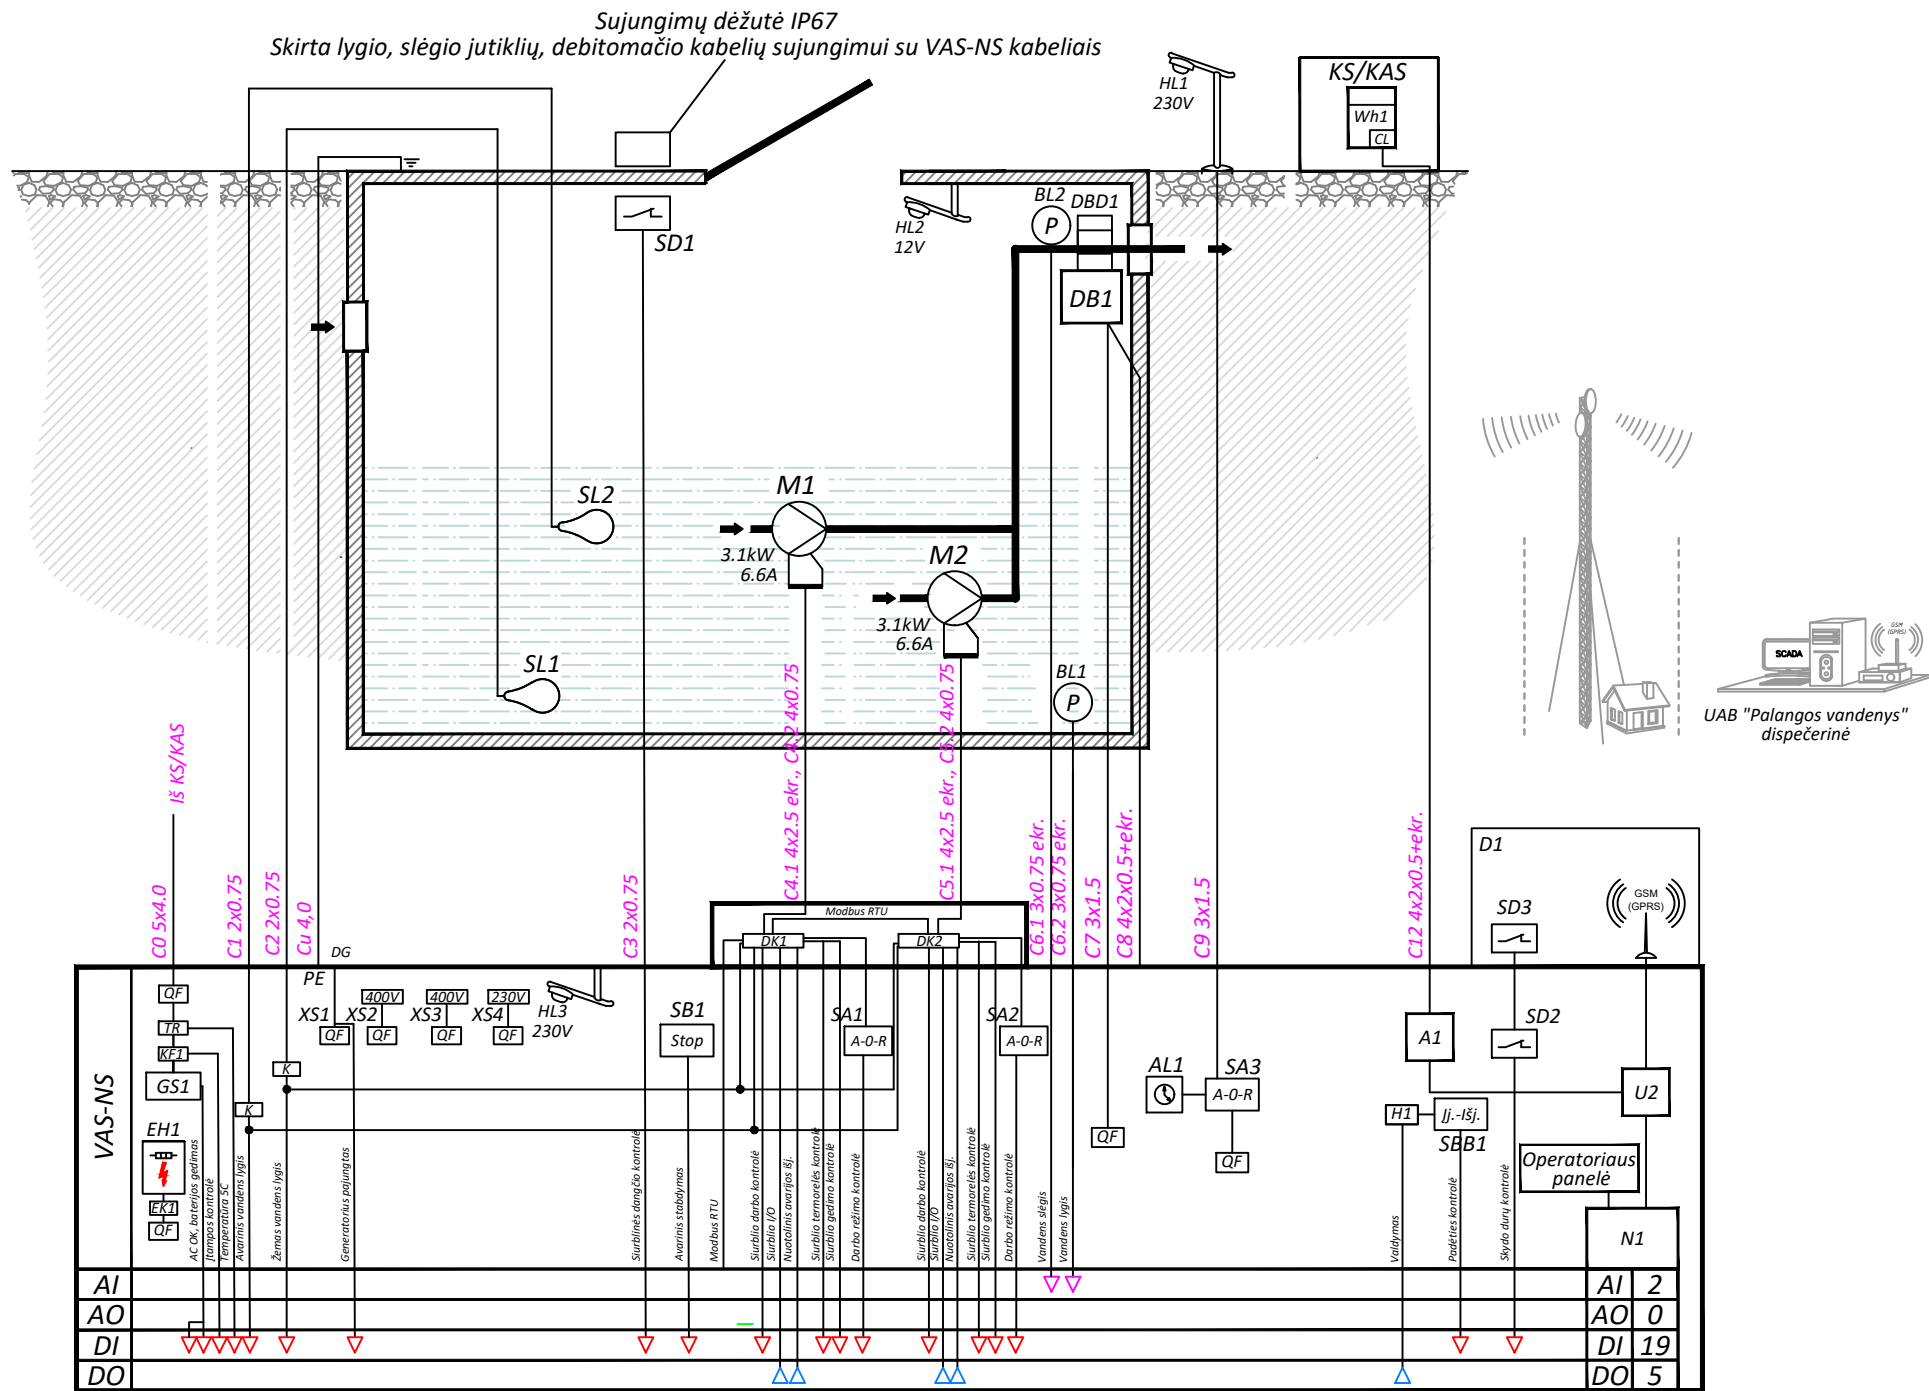 Sujungimų dėžutė IP67
Skirta lygio, slėgio jutiklių, debitomačio kabelių sujungimui su VAS-NS kabeliais
HL1
230V
KS/KAS
Wh1
CL
SD1
HL2
12V
BL2
DBD1
P
DB1
SL2
M1
3.1kW
6.6A
M2
3.1kW
6.6A
SL1
BL1
P
SCADA
GSM
(GPRS)
UAB "Palangos vandenys"
dispečerinė
Iš KS/KAS
C0 5x4.0
C1 2x0.75
C2 2x0.75
Cu 4,0
C3 2x0.75
C4.1 4x2.5 ekr., C4.2 4x0.75
C5.1 4x2.5 ekr., C5.2 4x0.75
C6.1 3x0.75 ekr.
C6.2 3x0.75 ekr.
C7 3x1.5
C8 4x2x0.5+ekr.
C9 3x1.5
C12 4x2x0.5+ekr.
D1
GSM
(GPRS)
SD3
Modbus RTU
DK1
DK2
DG
PE
VAS-NS
QF
TR
KF1
GS1
EH1
EK1
QF
K
K
XS1
QF
400V
XS2
QF
400V
XS3
QF
230V
XS4
QF
HL3
230V
SB1
Stop
SA1
A-0-R
SA2
A-0-R
AL1
SA3
A-0-R
QF
QF
A1
SD2
U2
H1
Įj.-Išj.
SBB1
Operatoriaus
panelė
N1
AC OK, baterijos gedimas
Įtampos kontrolė
Temperatūra 5C
Avarinis vandens lygis
Žemas vandens lygis
Generatorius pajungtas
Siurblinės dangčio kontrolė
Avarinis stabdymas
Modbus RTU
Siurblio darbo kontrolė
Siurblio I/O
Nuotolinis avarijos išj.
Siurblio termorelės kontrolė
Siurblio gedimo kontrolė
Darbo režimo kontrolė
Siurblio darbo kontrolė
Siurblio I/O
Nuotolinis avarijos išj.
Siurblio termorelės kontrolė
Siurblio gedimo kontrolė
Darbo režimo kontrolė
Vandens slėgis
Vandens lygis
Valdymas
Padėties kontrolė
Skydo durų kontrolė
AI
AI 2
AO
AO 0
DI
DI 19
DO
DO 5